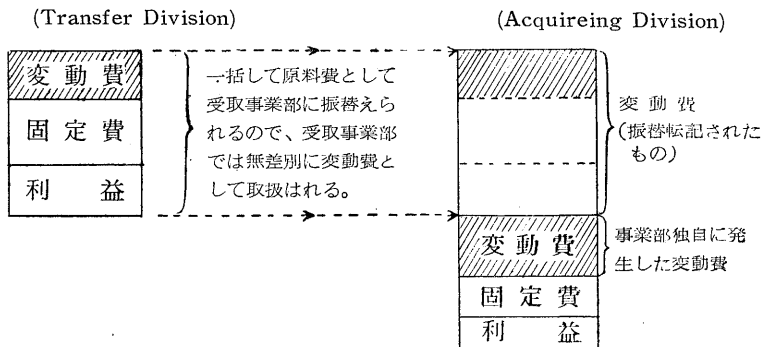 (Transfer Division)
(Acquireing Division)
変動費
固定費
利益
一括して原料費として
受取事業部に振替えら
れるので、受取事業部
では無差別に変動費と
して取扱はれる。
変動費
(振替転記された
もの)
変動費
固定費
利益
事業部独自に発
生した変動費